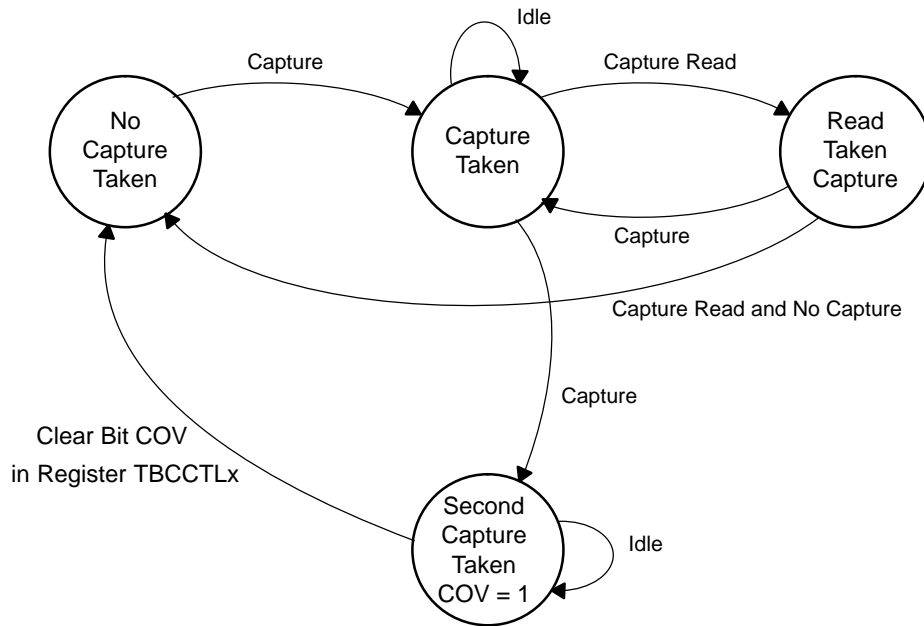 Idle
Capture
Capture Read
No
Capture
Taken
Capture
Taken
Read
Taken
Capture
Capture
Capture Read and No Capture
Capture
Clear Bit COV
in Register TBCCTLx
Second
Capture
Taken
COV = 1
Idle